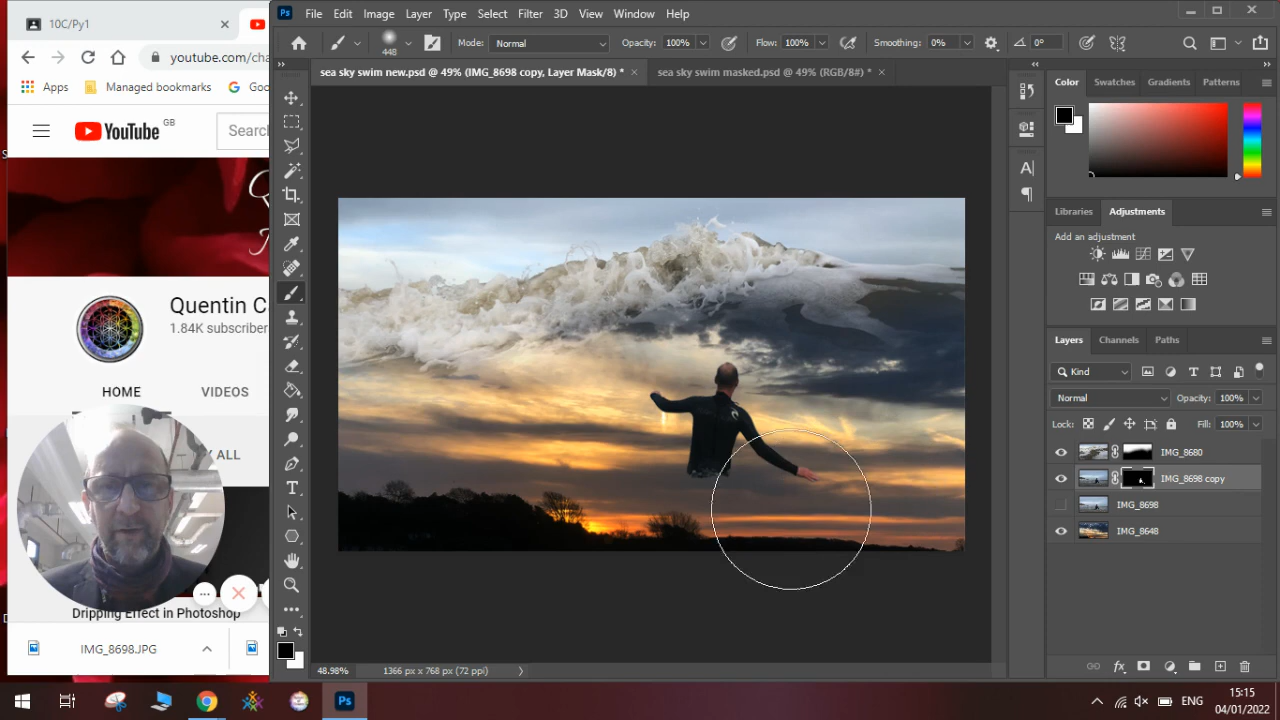 10C/Py1
youtube.com/cha
Apps
Managed bookmarks
G
Goo
YouTube GB
Search
Quentin C
1.84K subscriber
HOME
VIDEOS
ALL
Dripping Effect in Photoshop
IMG_8698.JPG
Ps
File Edit Image Layer Type Select Filter 3D View Window Help
448
Mode: Normal
Opacity: 100%
Flow: 100%
Smoothing: 0%
0°
sea sky swim new.psd @ 49% (IMG_8698 copy, Layer Mask/8) *
sea sky swim masked.psd @ 49% (RGB/8#) *
Color Swatches Gradients Patterns
Libraries Adjustments
Add an adjustment
Layers Channels Paths
Kind
Normal
Opacity: 100%
Lock:
Fill: 100%
IMG_8680
IMG_8698 copy
IMG_8698
IMG_8648
48.98%
1366 px x 768 px (72 ppi)
Ps
ENG
15:15
04/01/2022